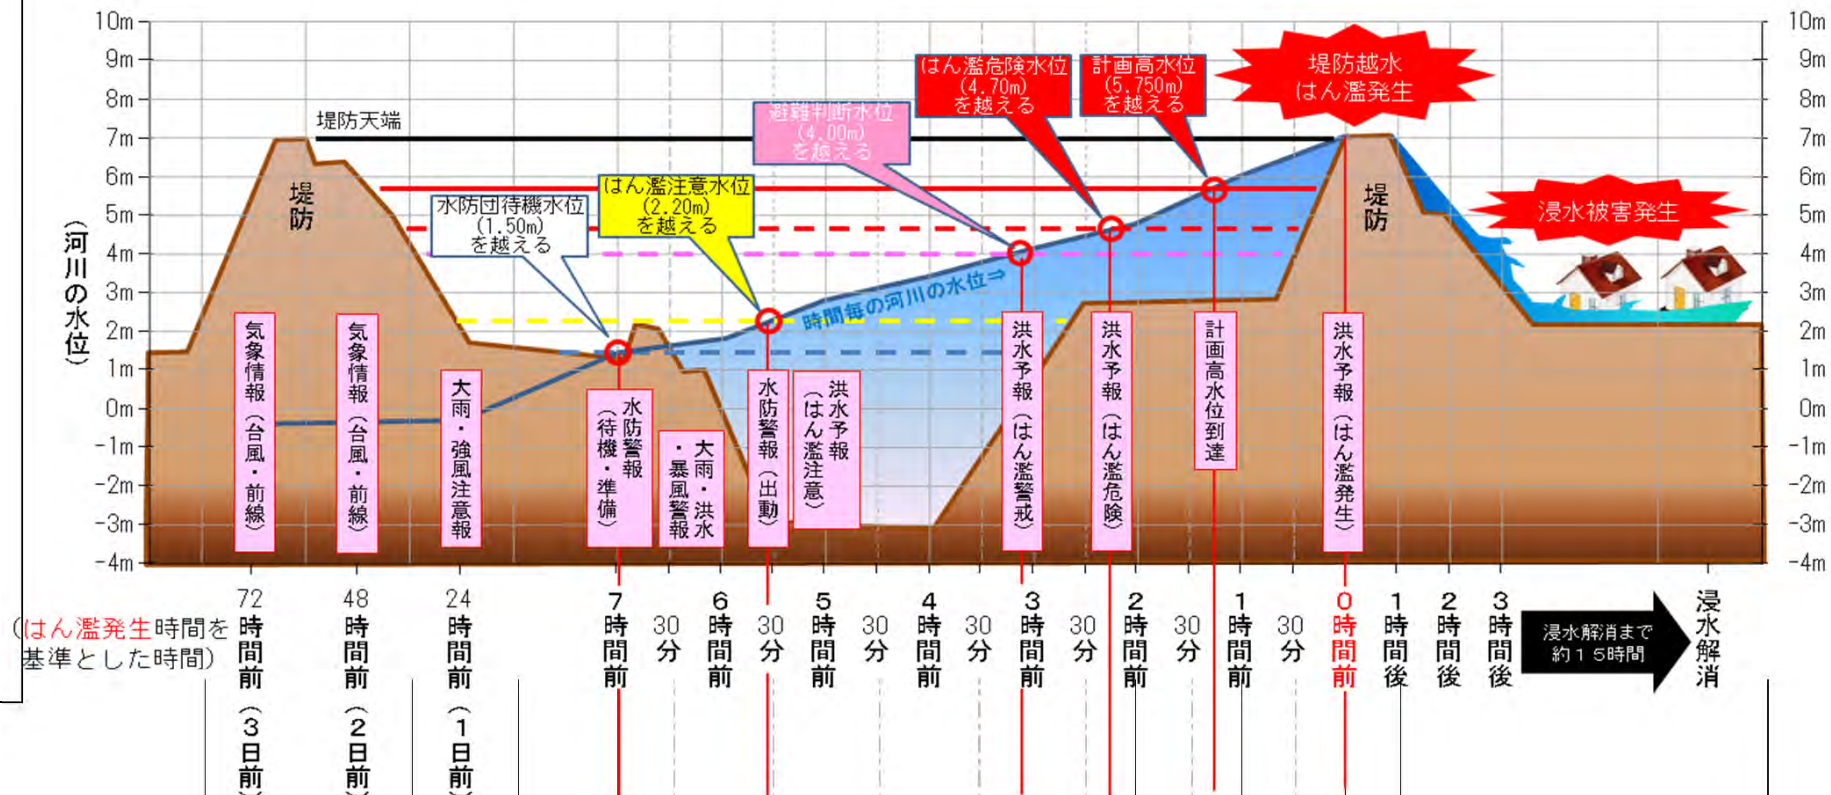 10m
9m
8m
7m
6m
5m
4m
3m
2m
1m
0m
-1m
-2m
-3m
-4m
(河川の水位)
堤防天端
堤防
水防団待機水位
(1.50m)
を越える
はん濫注意水位
(2.20m)
を越える
避難判断水位
(4.00m)
を越える
はん濫危険水位
(4.70m)
を越える
計画高水位
(5.750m)
を越える
堤防越水
はん濫発生
堤防
浸水被害発生
時間毎の河川の水位⇒
10m
9m
8m
7m
6m
5m
4m
3m
2m
1m
0m
-1m
-2m
-3m
-4m
気象情報(台風・前線)
気象情報(台風・前線)
大雨・強風注意報
水防警報
(待機・準備)
大雨・洪水
・暴風警報
水防警報(出動)
洪水予報
(はん濫注意)
洪水予報(はん濫警戒)
洪水予報(はん濫危険)
計画高水位到達
洪水予報(はん濫発生)
(はん濫発生時間を
基準とした時間)
72時間前(3日前)
48時間前(2日前)
24時間前(1日前)
7時間前
30分
6時間前
30分
5時間前
30分
4時間前
30分
3時間前
30分
2時間前
30分
1時間前
30分
0時間前
1時間後
2時間後
3時間後
浸水解消まで
約15時間
浸水解消